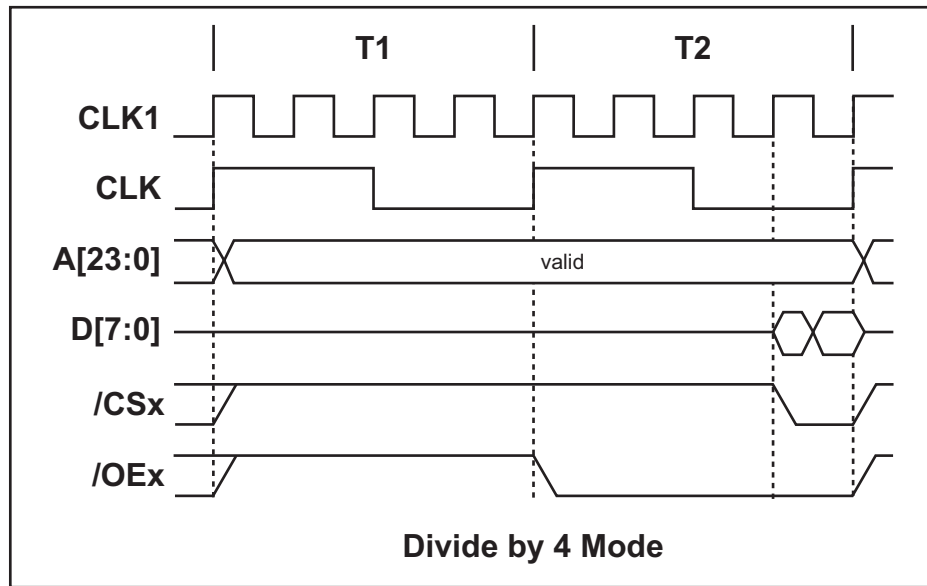 T1 T2
CLK1
CLK
A[23:0] valid
D[7:0]
/CSx
/OEx
Divide by 4 Mode